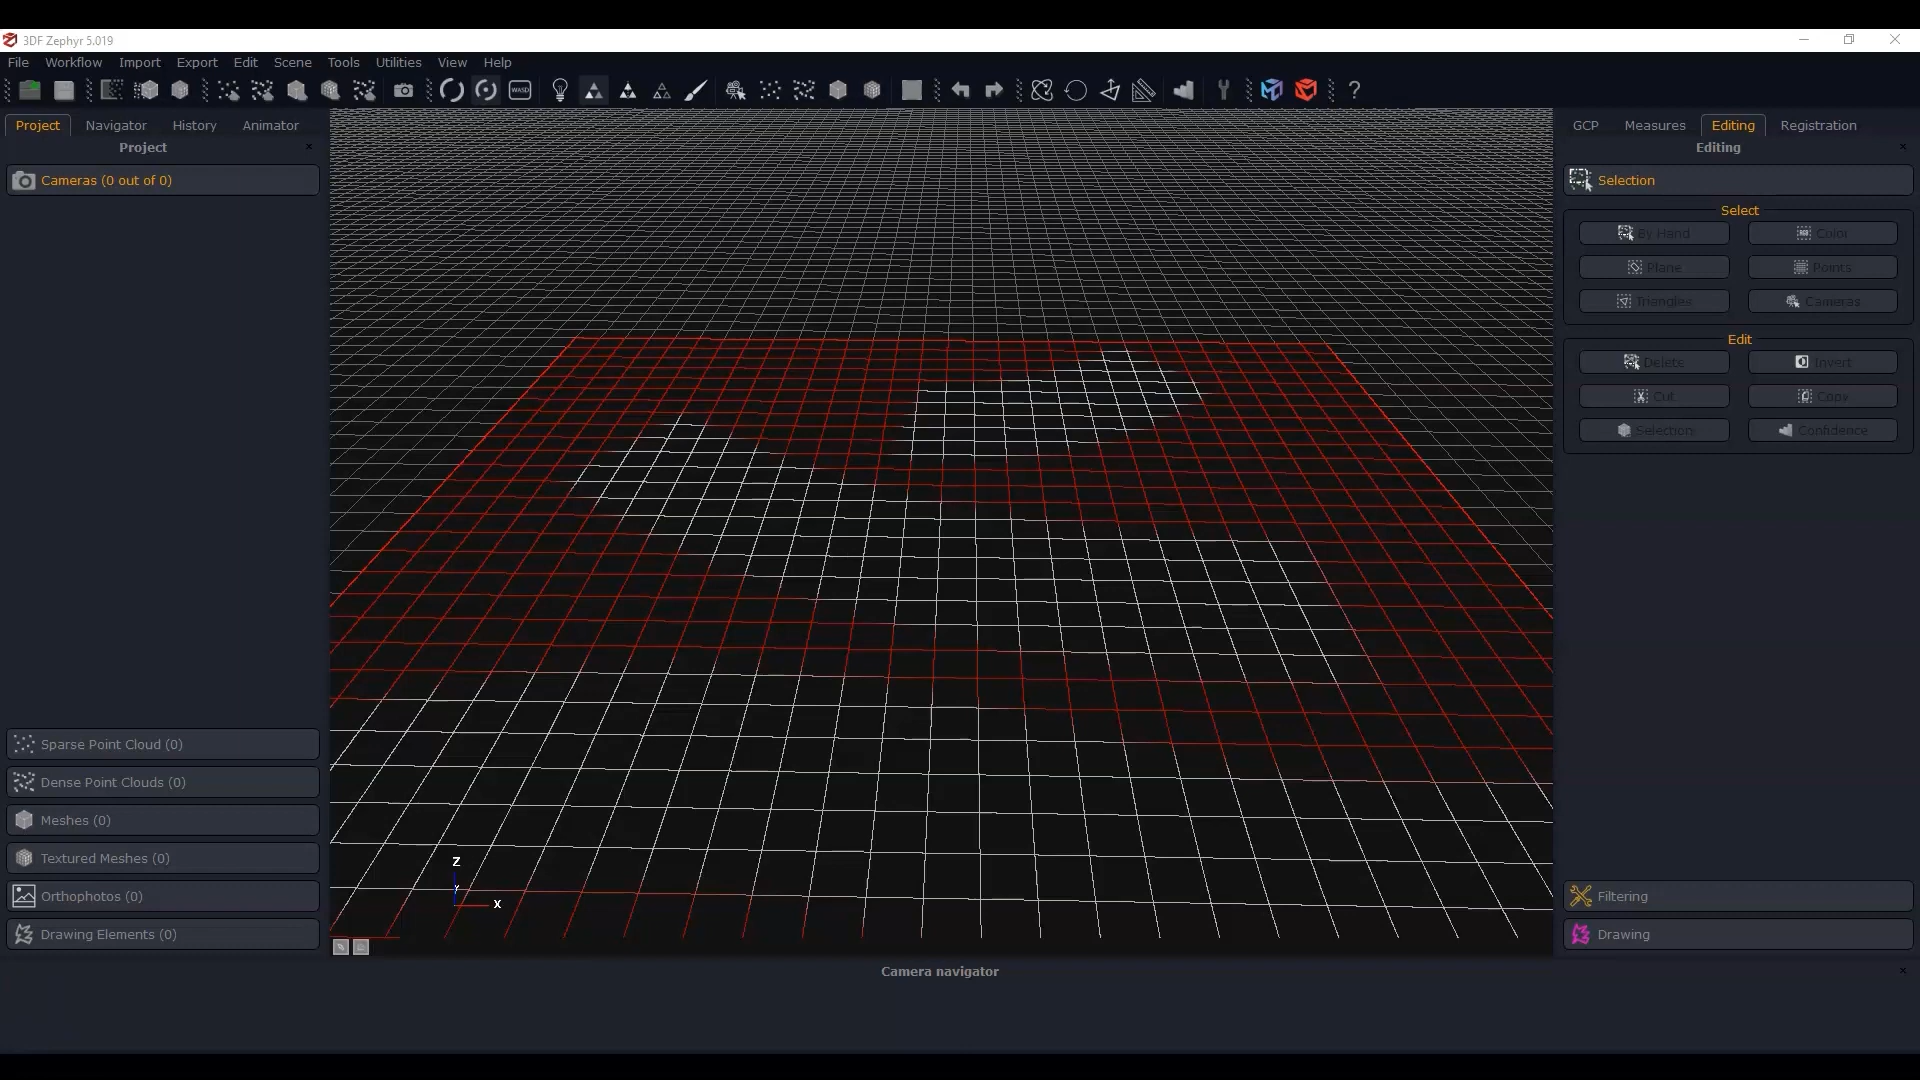 3DF Zephyr 5.019
File Workflow Import Export Edit Scene Tools Utilities View Help
WASD
?
Project Navigator History Animator
Project
Cameras (0 out of 0)
Sparse Point Cloud (0)
Dense Point Clouds (0)
Meshes (0)
Textured Meshes (0)
Orthophotos (0)
Drawing Elements (0)
Z
Y
X
GCP Measures Editing Registration
Editing
Selection
Select
By Hand Color
Plane Points
Triangles Cameras
Edit
Delete Invert
Cut Copy
Selection Confidence
Filtering
Drawing
Camera navigator